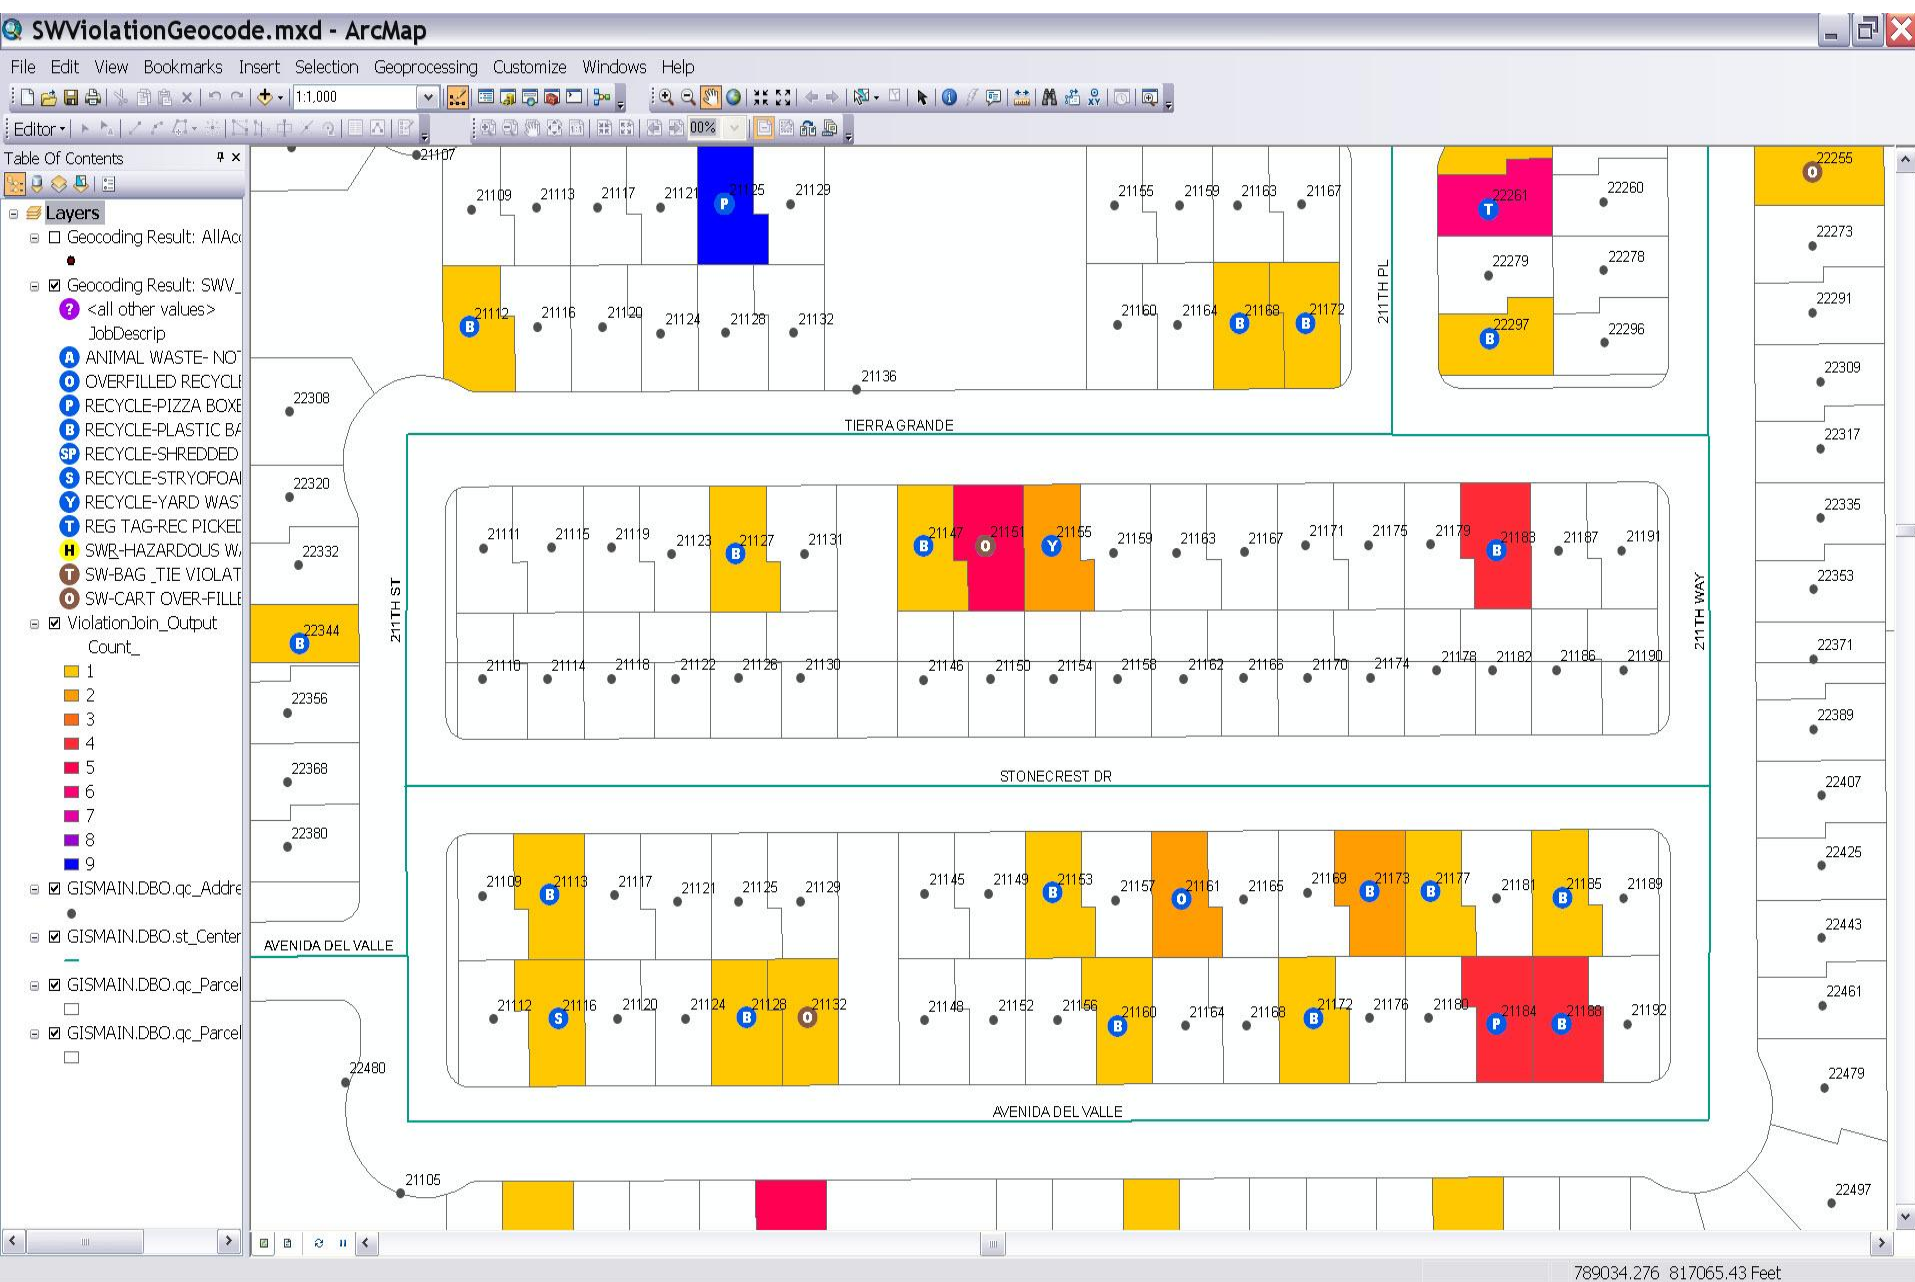 SWViolationGeocode.mxd - ArcMap
File Edit View Bookmarks Insert Selection Geoprocessing Customize Windows Help
1:1,000
Editor
00%
Table Of Contents
Layers
Geocoding Result: AllAcc
Geocoding Result: SWV_
? <all other values>
JobDescrip
A ANIMAL WASTE- NOT
O OVERFILLED RECYCLE
P RECYCLE-PIZZA BOXE
B RECYCLE-PLASTIC BA
SP RECYCLE-SHREDDED
S RECYCLE-STRYOFOA
Y RECYCLE-YARD WAS
T REG TAG-REC PICKED
H SWR-HAZARDOUS WA
T SW-BAG _TIE VIOLAT
O SW-CART OVER-FILLE
ViolationJoin_Output
Count_
1
2
3
4
5
6
7
8
9
GISMAIN.DBO.qc_Addre
GISMAIN.DBO.st_Center
GISMAIN.DBO.qc_Parcel
GISMAIN.DBO.qc_Parcel
21107
21109 21113 21117 21121 P 21125 21129 21155 21159 21163 21167
T 22261 22260
O 22255
22273
22279 22278
22291
B 21112 21116 21120 21124 21128 21132 21160 21164 B 21168 B 21172
211TH PL
B 22297 22296
22309
21136
22308
TIERRA GRANDE
22317
22320
22335
21111 21115 21119 21123 B 21127 21131 B 21147 O 21151 Y 21155 21159 21163 21167 21171 21175 21179 B 21183 21187 21191
22332
22353
211TH ST
211TH WAY
B 22344
22371
21110 21114 21118 21122 21126 21130 21146 21150 21154 21158 21162 21166 21170 21174 21178 21182 21186 21190
22356
22389
22368
STONECREST DR
22407
22380
22425
21109 B 21113 21117 21121 21125 21129 21145 21149 B 21153 21157 O 21161 21165 21169 B 21173 B 21177 21181 B 21185 21189
22443
AVENIDA DEL VALLE
22461
21112 S 21116 21120 21124 B 21128 O 21132 21148 21152 21156 B 21160 21164 21168 B 21172 21176 21180 P 21184 B 21188 21192
22480
22479
AVENIDA DEL VALLE
21105
22497
789034.276 817065.43 Feet